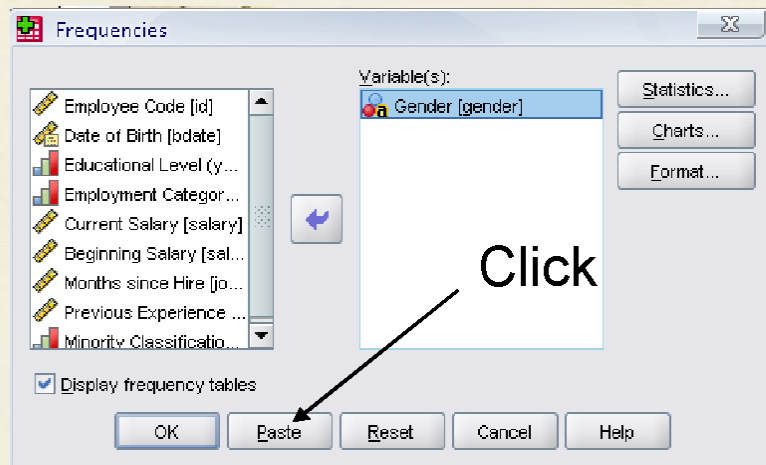 Frequencies
Variable(s):
Employee Code [id]
Date of Birth [bdate]
Educational Level (y...
Employment Categor...
Current Salary [salary]
Beginning Salary [sal...
Months since Hire [jo...
Previous Experience ...
Minority Classificatio...
Gender [gender]
Statistics...
Charts...
Format...
Click
Display frequency tables
OK
Paste
Reset
Cancel
Help